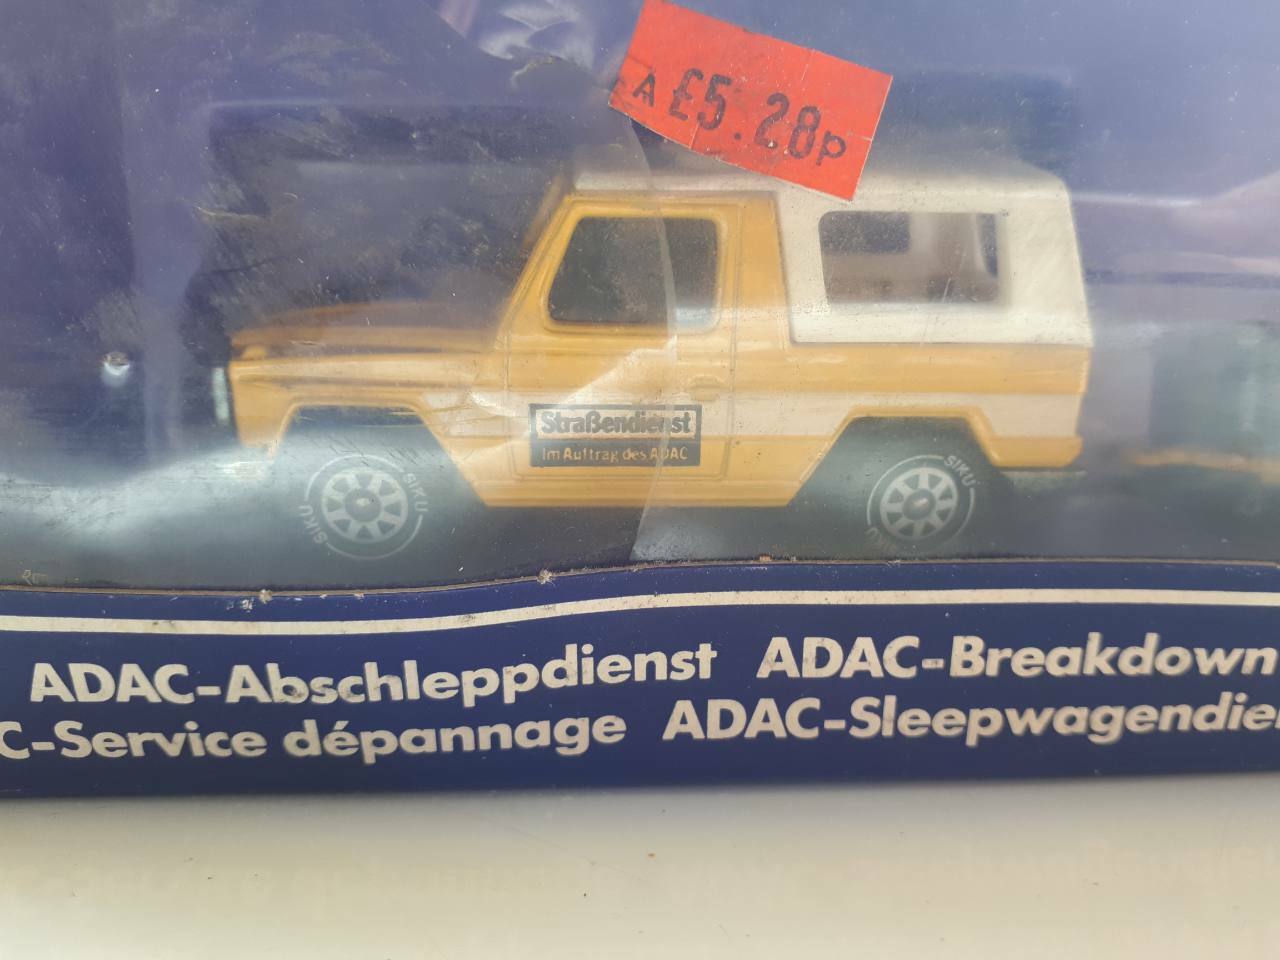 A £5.28p
Straßendienst
Im Auftrag des ADAC
SIKU SIKU
SIKU SIKU
ADAC-Abschleppdienst ADAC-Breakdown
C-Service dépannage ADAC-Sleepwagendie